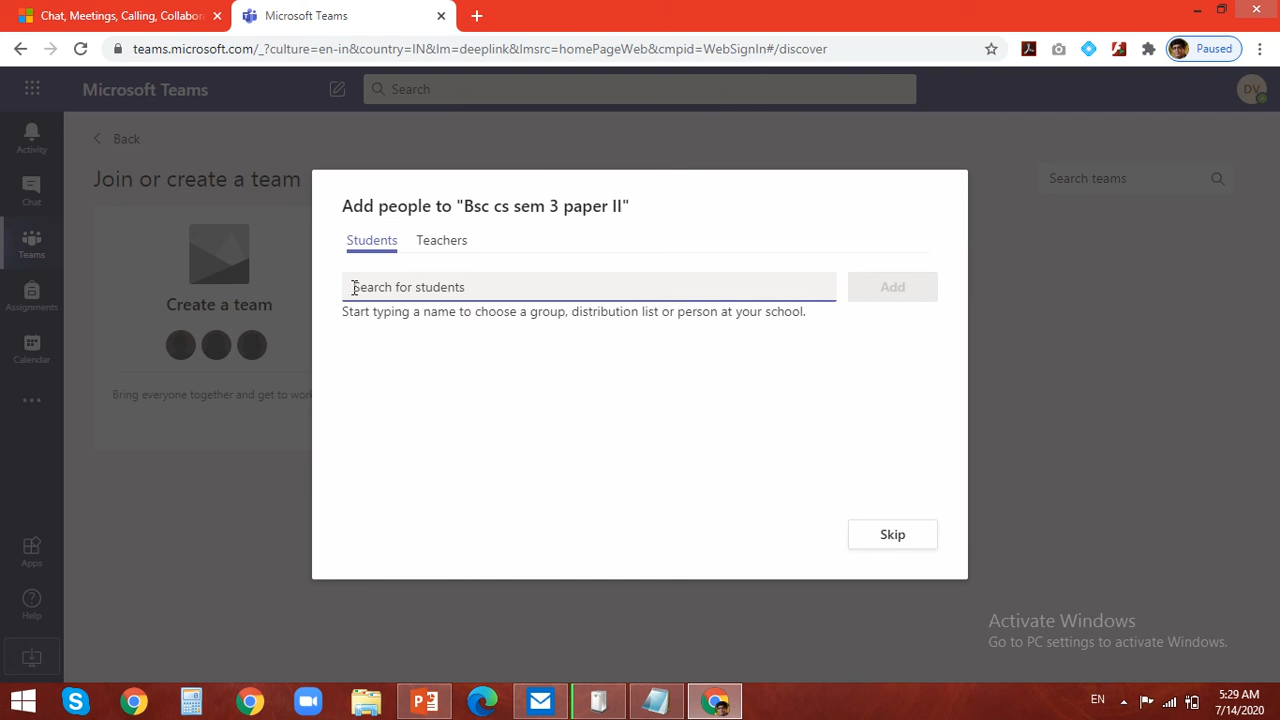 Chat, Meetings, Calling, Collabora
Microsoft Teams
teams.microsoft.com/_?culture=en-in&country=IN&lm=deeplink&lmsrc=homePageWeb&cmpid=WebSignIn#/discover
Paused
Microsoft Teams
Search
DV
Activity
Chat
Teams
Assignments
Calendar
Apps
Help
Back
Join or create a team
Search teams
Create a team
Bring everyone together and get to work
Add people to "Bsc cs sem 3 paper II"
Students Teachers
Search for students
Add
Start typing a name to choose a group, distribution list or person at your school.
Skip
Activate Windows
Go to PC settings to activate Windows.
EN
5:29 AM
7/14/2020